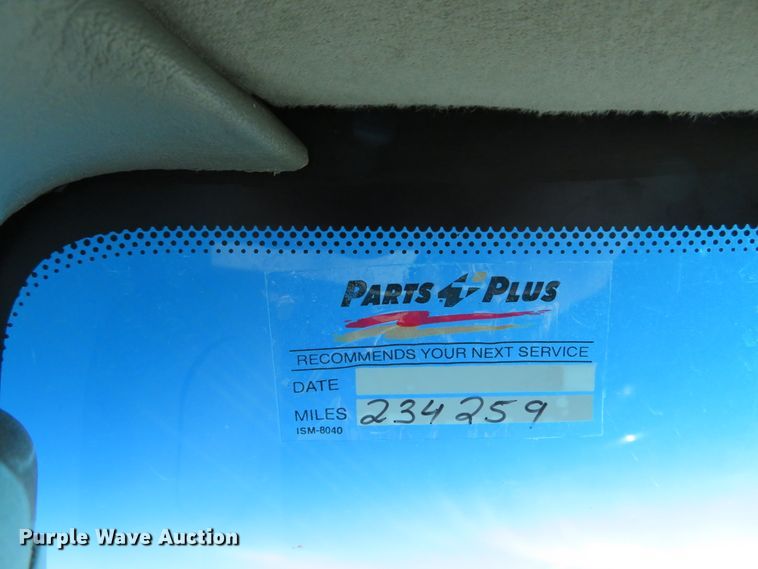 PARTS PLUS
RECOMMENDS YOUR NEXT SERVICE
DATE
MILES 234259
ISM-8040
Purple Wave Auction